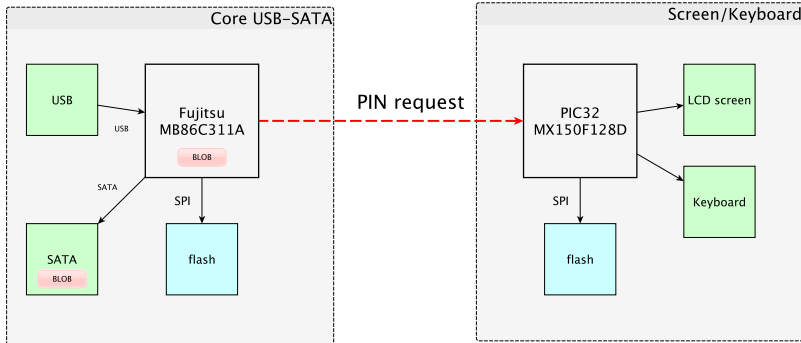 Core USB-SATA
Screen/Keyboard
USB
Fujitsu
MB86C311A
BLOB
USB
PIN request
PIC32
MX150F128D
LCD screen
SATA
SPI
SPI
Keyboard
SATA
BLOB
flash
flash